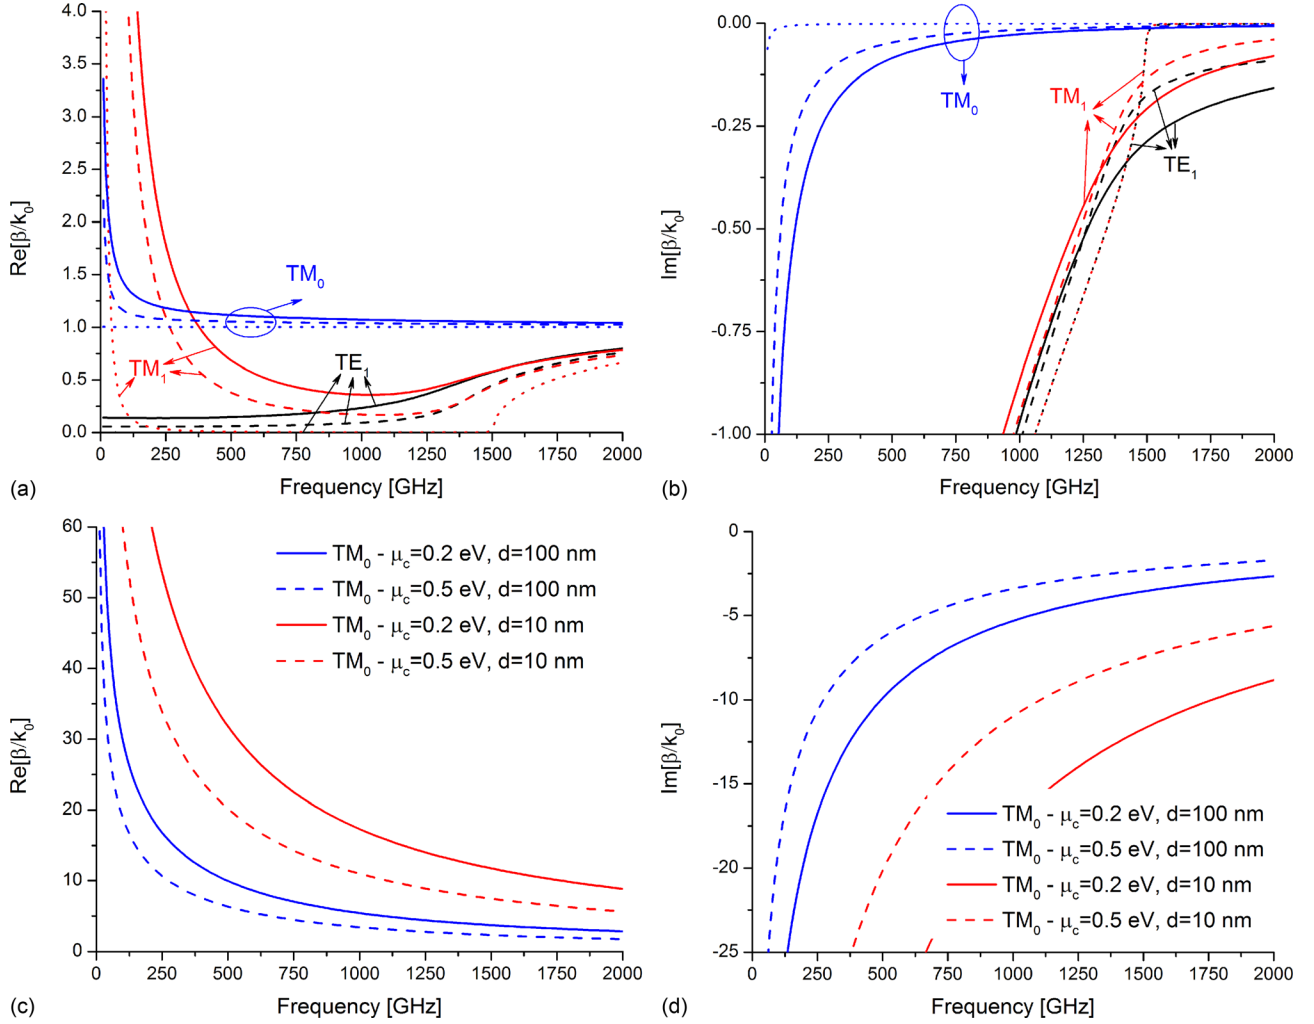 4.0
3.5
3.0
2.5
2.0
1.5
1.0
0.5
0.0
Re[β/k0]
TM0
TM1
TE1
0 250 500 750 1000 1250 1500 1750 2000
Frequency [GHz]
(a)
0.00
-0.25
-0.50
-0.75
-1.00
Im[β/k0]
TM0
TM1
TE1
0 250 500 750 1000 1250 1500 1750 2000
Frequency [GHz]
(b)
60
50
40
30
20
10
0
Re[β/k0]
TM0 - μc=0.2 eV, d=100 nm
TM0 - μc=0.5 eV, d=100 nm
TM0 - μc=0.2 eV, d=10 nm
TM0 - μc=0.5 eV, d=10 nm
0 250 500 750 1000 1250 1500 1750 2000
Frequency [GHz]
(c)
0
-5
-10
-15
-20
-25
Im[β/k0]
TM0 - μc=0.2 eV, d=100 nm
TM0 - μc=0.5 eV, d=100 nm
TM0 - μc=0.2 eV, d=10 nm
TM0 - μc=0.5 eV, d=10 nm
0 250 500 750 1000 1250 1500 1750 2000
Frequency [GHz]
(d)